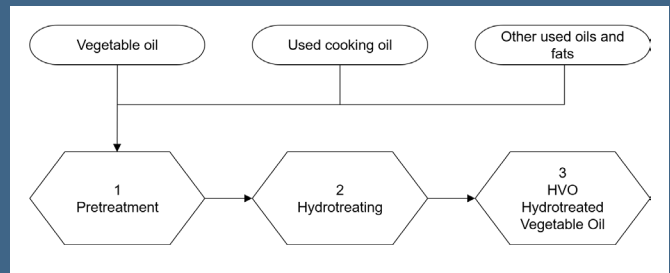 Vegetable oil
Used cooking oil
Other used oils and
fats
1
Pretreatment
2
Hydrotreating
3
HVO
Hydrotreated
Vegetable Oil